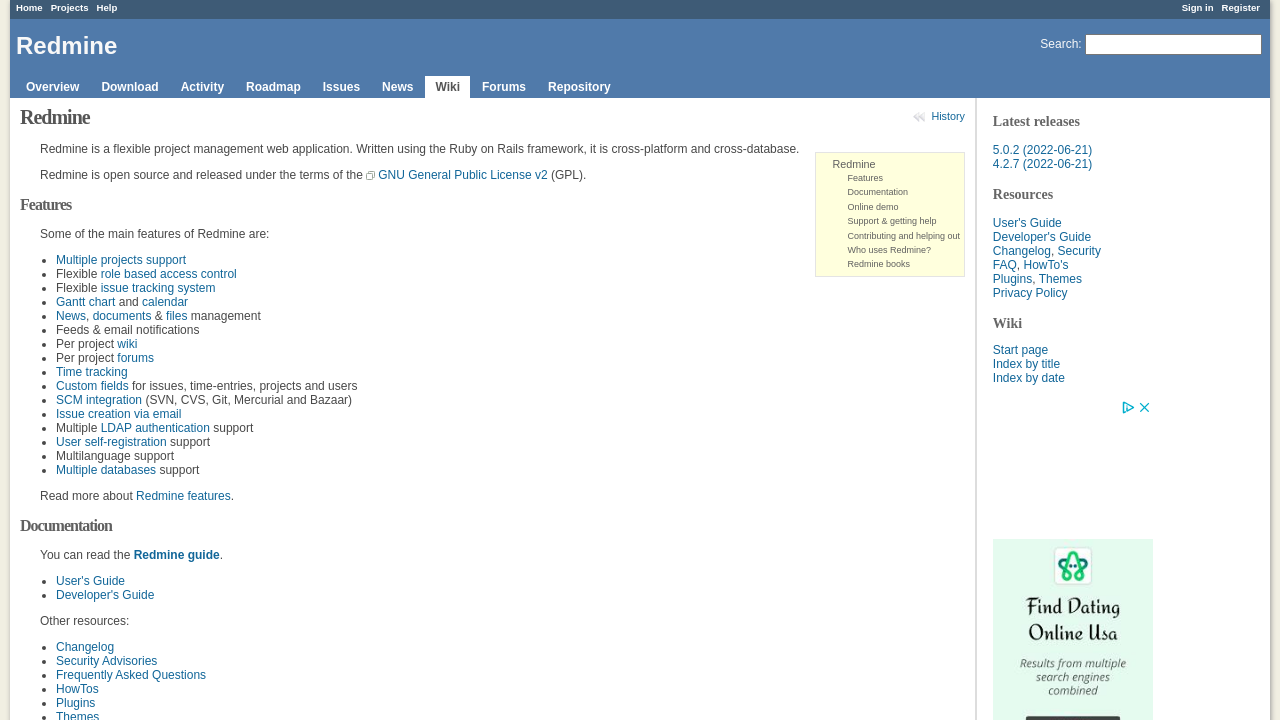 Home Projects Help
Sign in Register
Redmine
Search:
Overview Download Activity Roadmap Issues News Wiki Forums Repository
History
Redmine
Redmine is a flexible project management web application. Written using the Ruby on Rails framework, it is cross-platform and cross-database.
Redmine is open source and released under the terms of the GNU General Public License v2 (GPL).
Redmine
Features
Documentation
Online demo
Support & getting help
Contributing and helping out
Who uses Redmine?
Redmine books
Features
Some of the main features of Redmine are:
Multiple projects support
Flexible role based access control
Flexible issue tracking system
Gantt chart and calendar
News, documents & files management
Feeds & email notifications
Per project wiki
Per project forums
Time tracking
Custom fields for issues, time-entries, projects and users
SCM integration (SVN, CVS, Git, Mercurial and Bazaar)
Issue creation via email
Multiple LDAP authentication support
User self-registration support
Multilanguage support
Multiple databases support
Read more about Redmine features.
Documentation
You can read the Redmine guide.
User's Guide
Developer's Guide
Other resources:
Changelog
Security Advisories
Frequently Asked Questions
HowTos
Plugins
Themes
Latest releases
5.0.2 (2022-06-21)
4.2.7 (2022-06-21)
Resources
User's Guide
Developer's Guide
Changelog, Security
FAQ, HowTo's
Plugins, Themes
Privacy Policy
Wiki
Start page
Index by title
Index by date
Find Dating
Online Usa
Results from multiple
search engines
combined